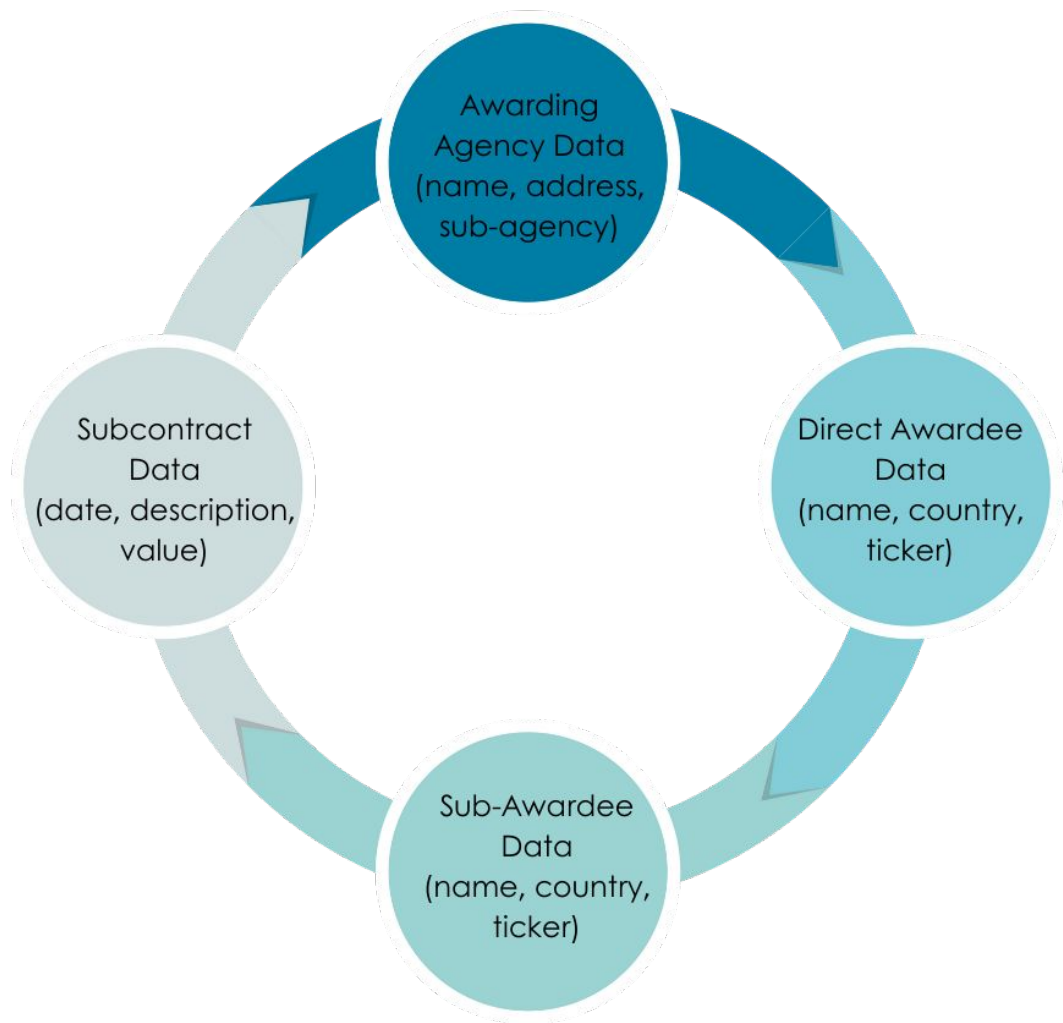 Awarding
Agency Data
(name, address,
sub-agency)
Direct Awardee
Data
(name, country,
ticker)
Sub-Awardee
Data
(name, country,
ticker)
Subcontract
Data
(date, description,
value)